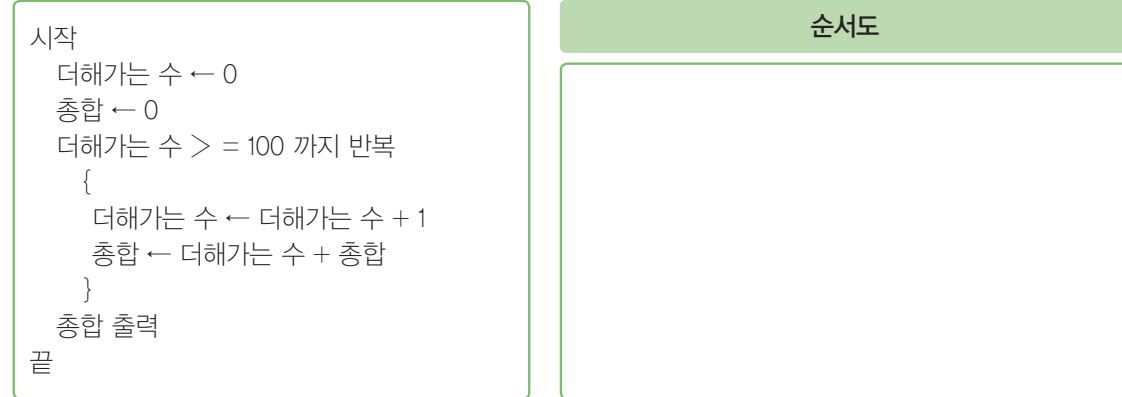 시작
더해가는 수 ← 0
총합 ← 0
더해가는 수 > = 100 까지 반복
{
더해가는 수 ← 더해가는 수 + 1
총합 ← 더해가는 수 + 총합
}
총합 출력
끝
순서도